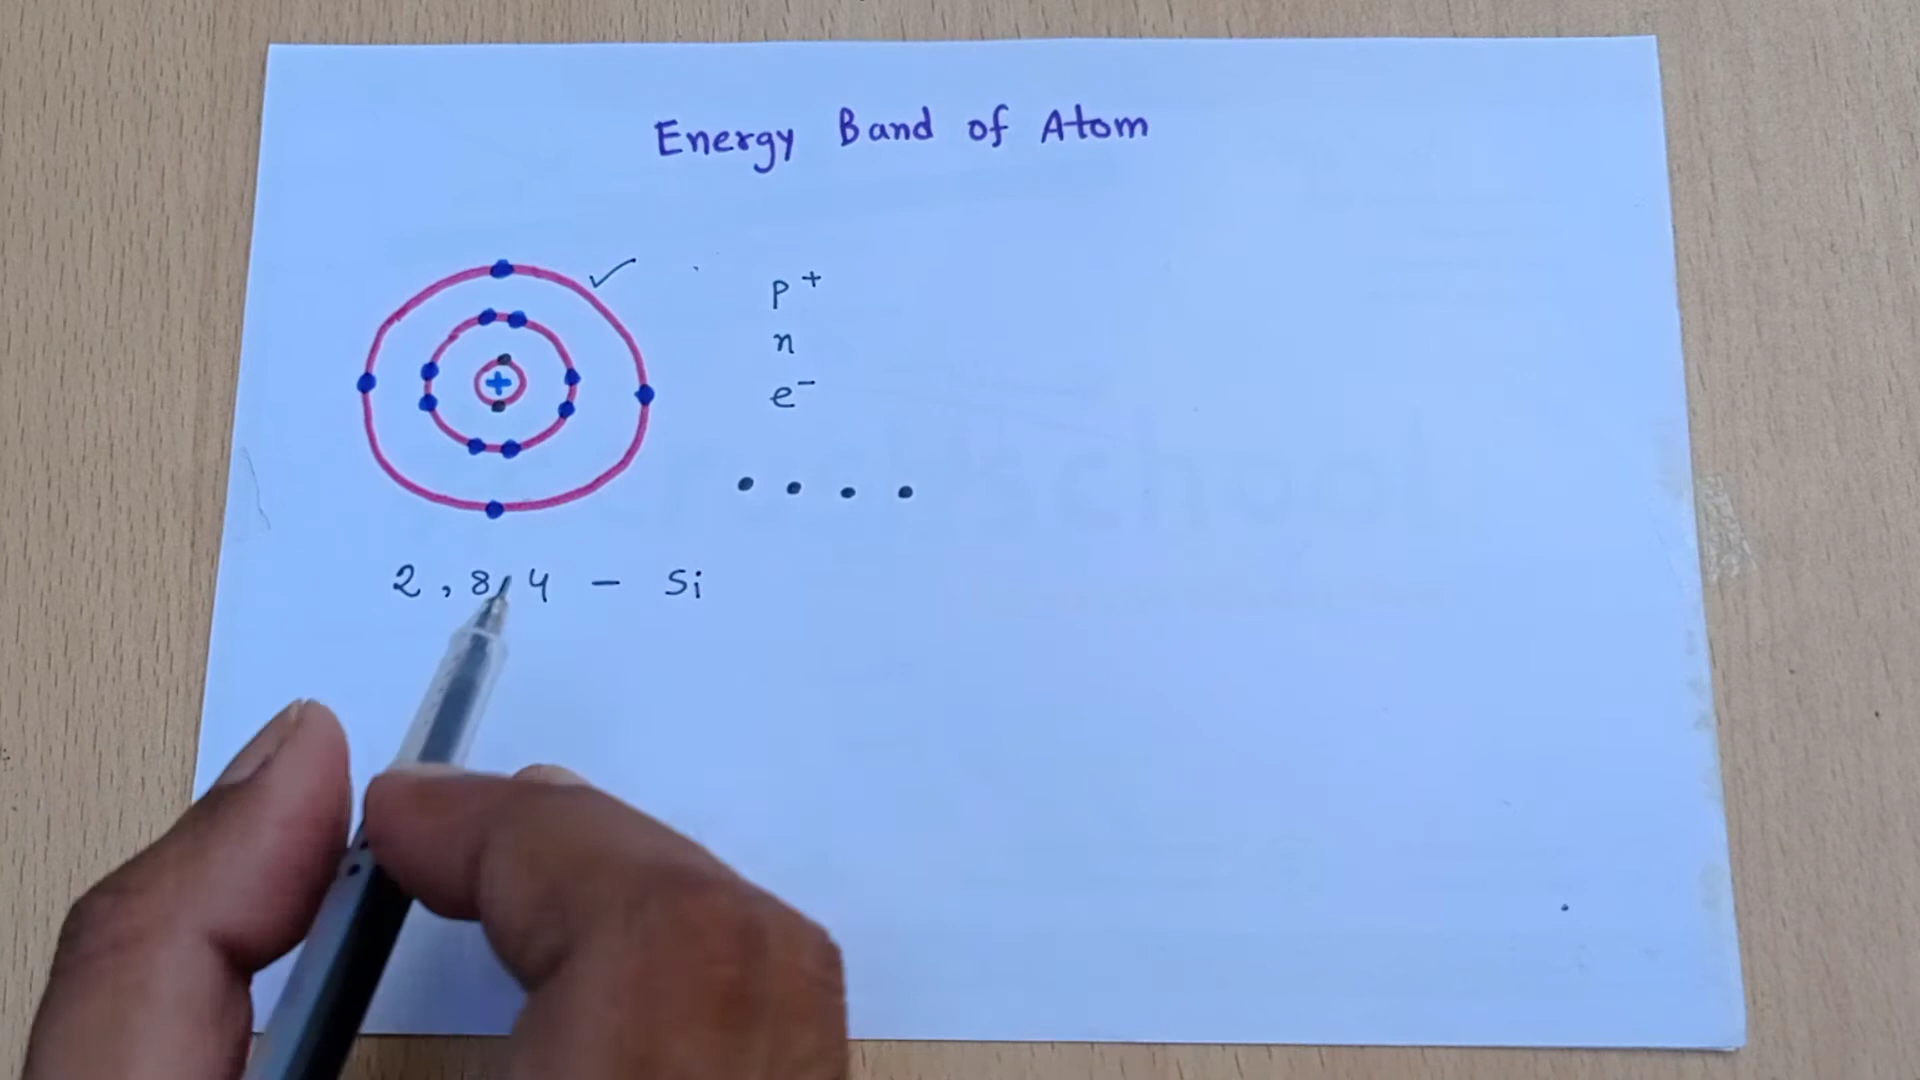 Energy Band of Atom
+
p+
n
e-
2,8,4 - Si